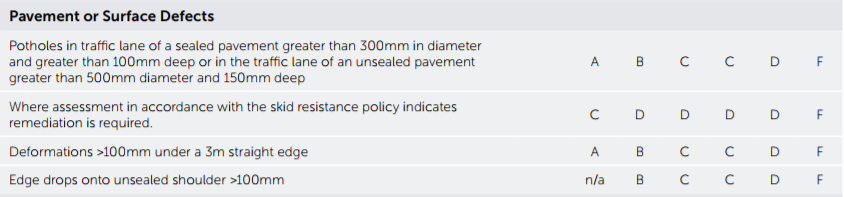 Pavement or Surface Defects
Potholes in traffic lane of a sealed pavement greater than 300mm in diameter
and greater than 100mm deep or in the traffic lane of an unsealed pavement
greater than 500mm diameter and 150mm deep
A B C C D F
Where assessment in accordance with the skid resistance policy indicates
remediation is required.
C D D D D F
Deformations >100mm under a 3m straight edge A B C C D F
Edge drops onto unsealed shoulder >100mm n/a B C C D F